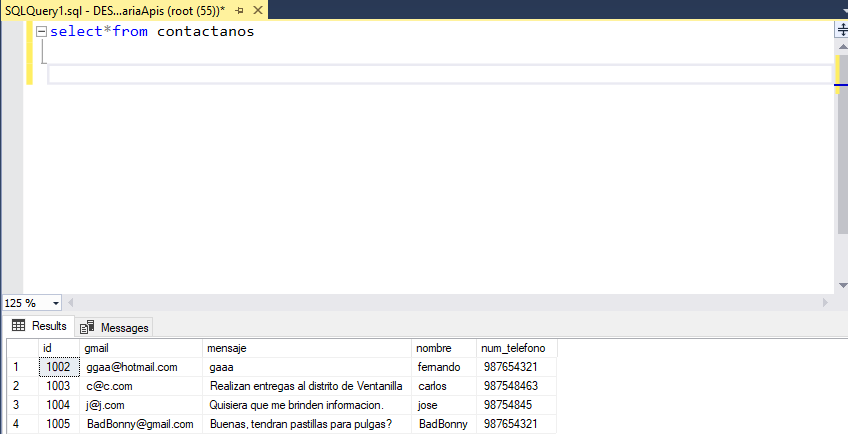 SQLQuery1.sql - DES...ariaApis (root (55))*
select*from contactanos
125 %
Results Messages
id gmail mensaje nombre num_telefono
1 1002 ggaa@hotmail.com gaaa fernando 987654321
2 1003 c@c.com Realizan entregas al distrito de Ventanilla carlos 987548463
3 1004 j@j.com Quisiera que me brinden informacion. jose 98754845
4 1005 BadBonny@gmail.com Buenas, tendran pastillas para pulgas? BadBonny 987654321